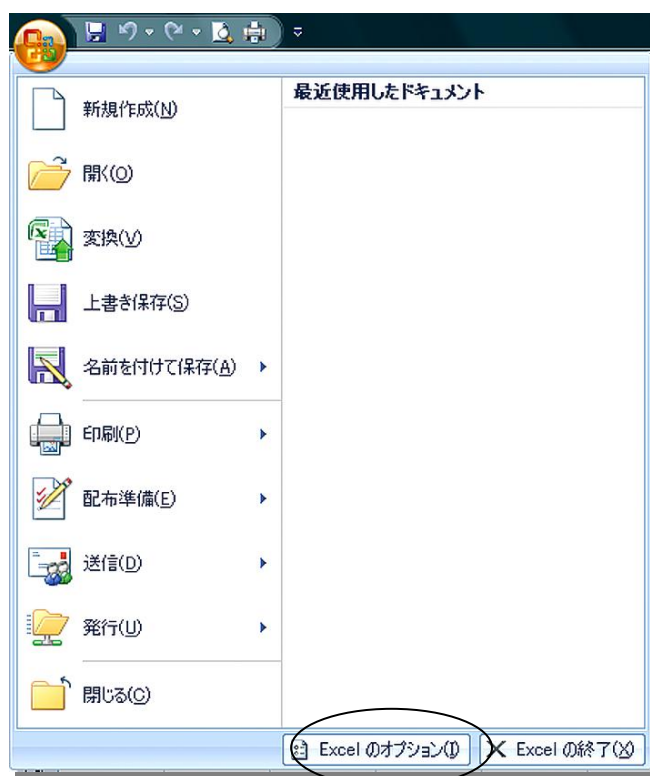 最近使用したドキュメント
新規作成(N)
開く(O)
変換(V)
上書き保存(S)
名前を付けて保存(A)
印刷(P)
配布準備(E)
送信(D)
発行(U)
閉じる(C)
Excel のオプション(I)
Excel の終了(X)